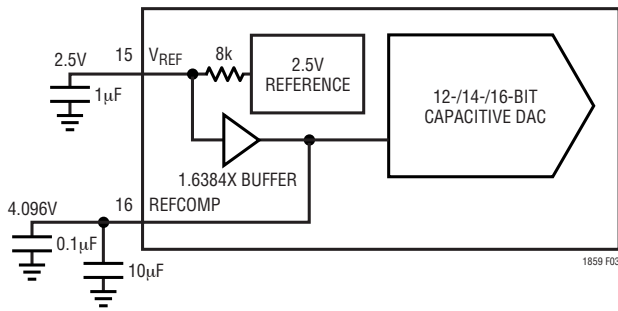 2.5V
15
VREF
8k
2.5V
REFERENCE
12-/14-/16-BIT
CAPACITIVE DAC
1µF
1.6384X BUFFER
4.096V
16
REFCOMP
0.1µF
10µF
1859 F03